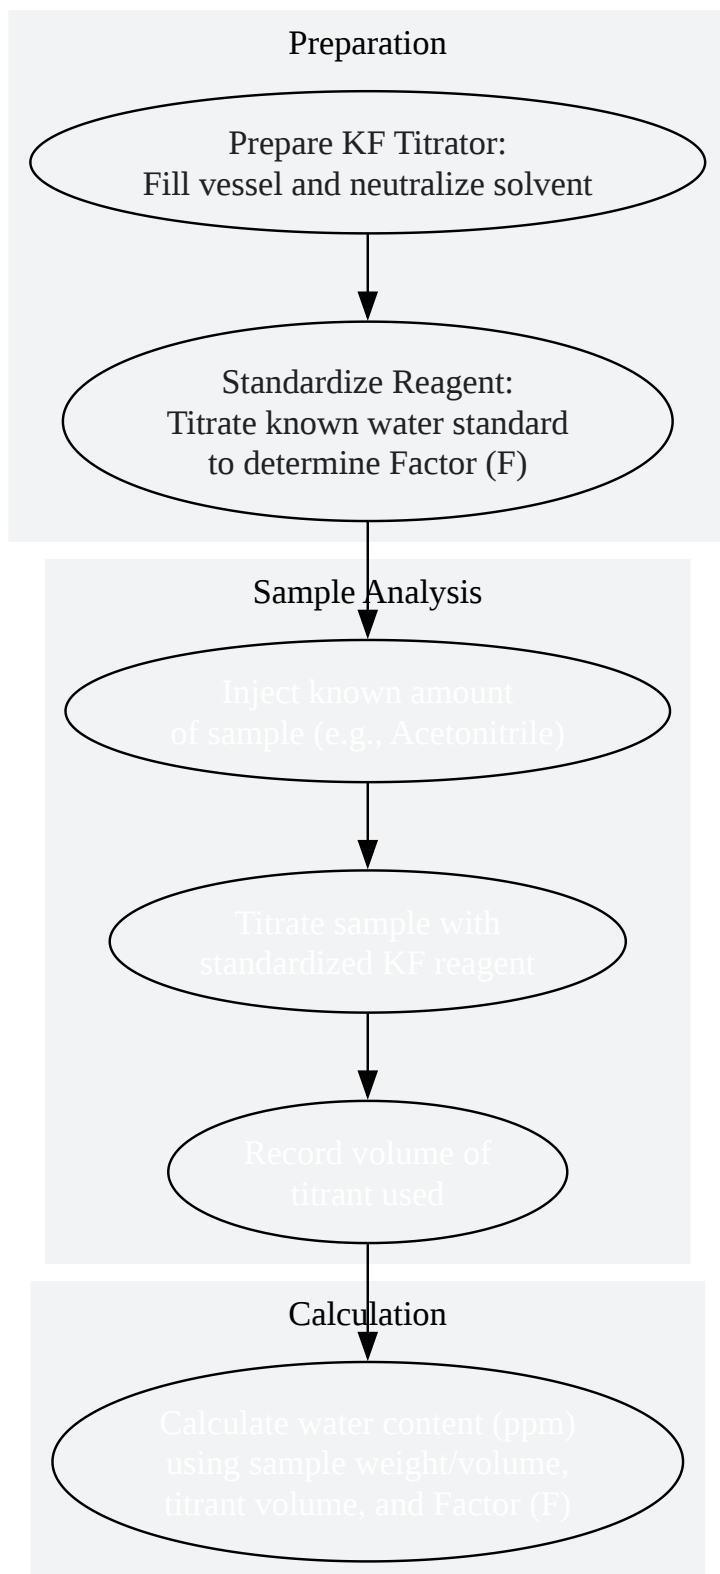 Preparation
Prepare KF Titrator:
Fill vessel and neutralize solvent
Standardize Reagent:
Titrate known water standard
to determine Factor (F)
Sample Analysis
Inject known amount
of sample (e.g., Acetonitrile)
Titrate sample with
standardized KF reagent
Record volume of
titrant used
Calculation
Calculate water content (ppm)
using sample weight/volume,
titrant volume, and Factor (F)